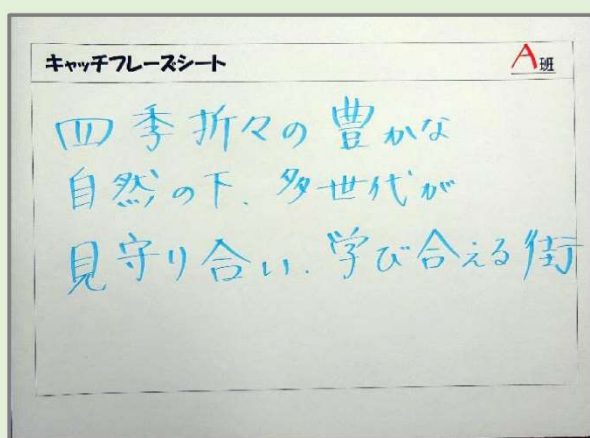 キャッチフレーズシート
A班
四季折々の豊かな
自然の下、多世代が
見守り合い、学び合える街